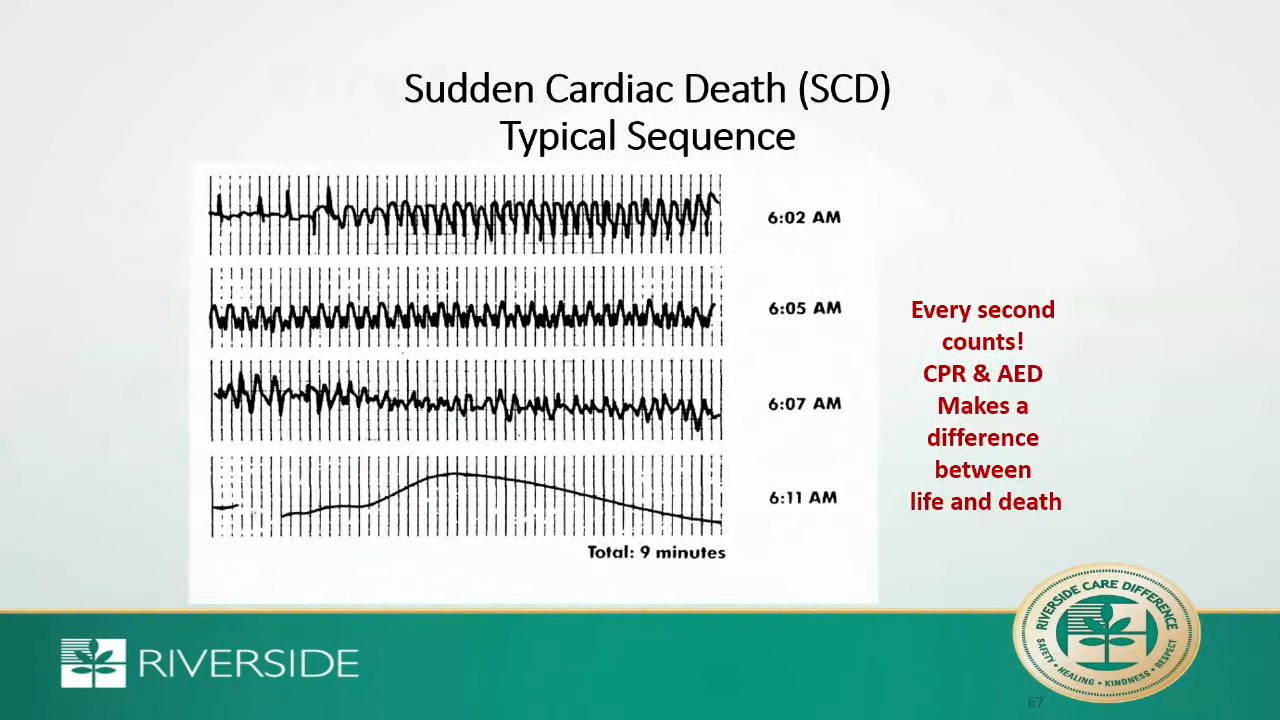 Sudden Cardiac Death (SCD)
Typical Sequence
6:02 AM
6:05 AM
6:07 AM
6:11 AM
Total: 9 minutes
Every second
counts!
CPR & AED
Makes a
difference
between
life and death
RIVERSIDE
RIVERSIDE CARE DIFFERENCE
SAFETY • HEALING • KINDNESS • RESPECT
67